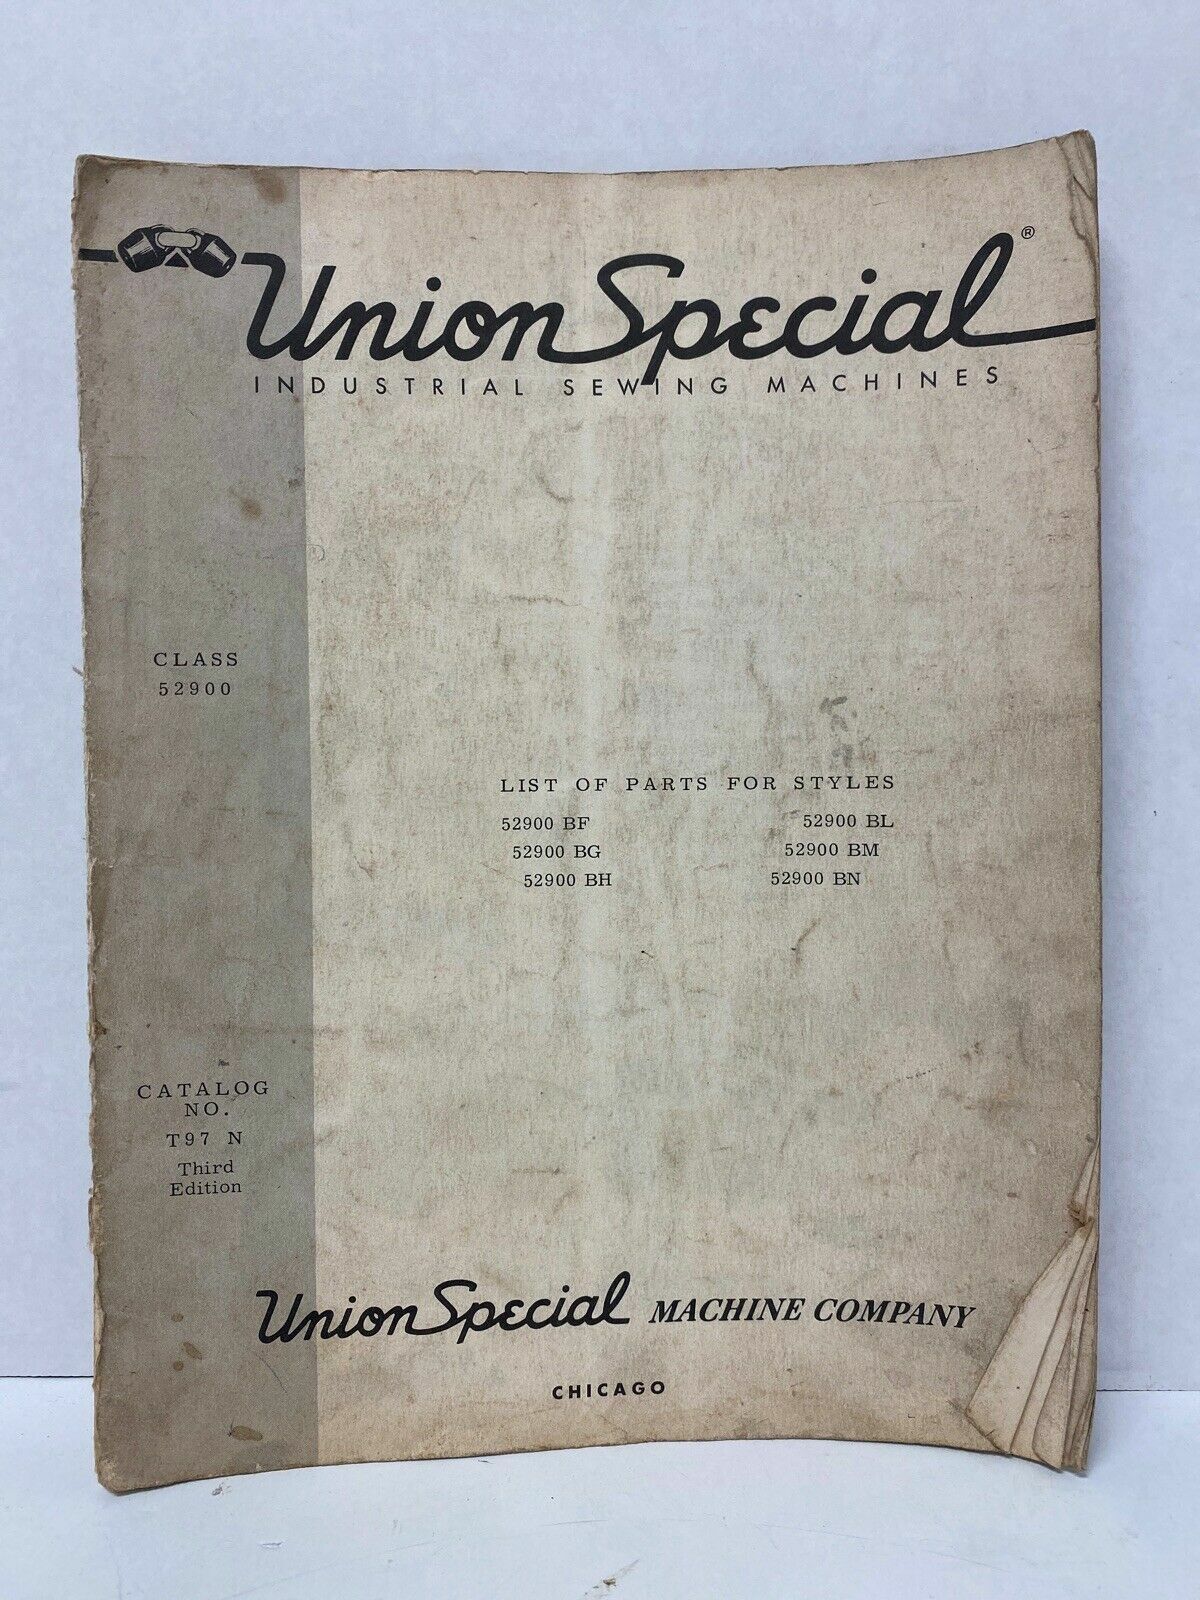 Union Special®
INDUSTRIAL SEWING MACHINES
CLASS
52900
LIST OF PARTS FOR STYLES
52900 BF 52900 BL
52900 BG 52900 BM
52900 BH 52900 BN
CATALOG
NO.
T97 N
Third
Edition
Union Special MACHINE COMPANY
CHICAGO